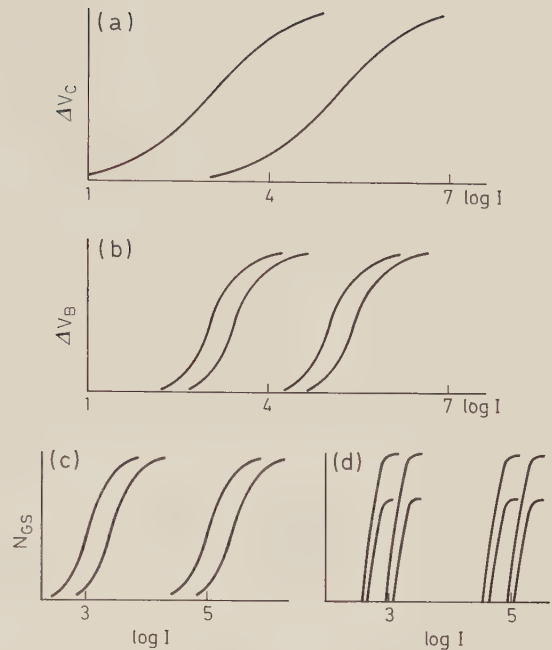 (a)
ΔV_C
1 4 7 log I
(b)
ΔV_B
1 4 7 log I
(c) (d)
N_GS
3 5 3 5
log I log I